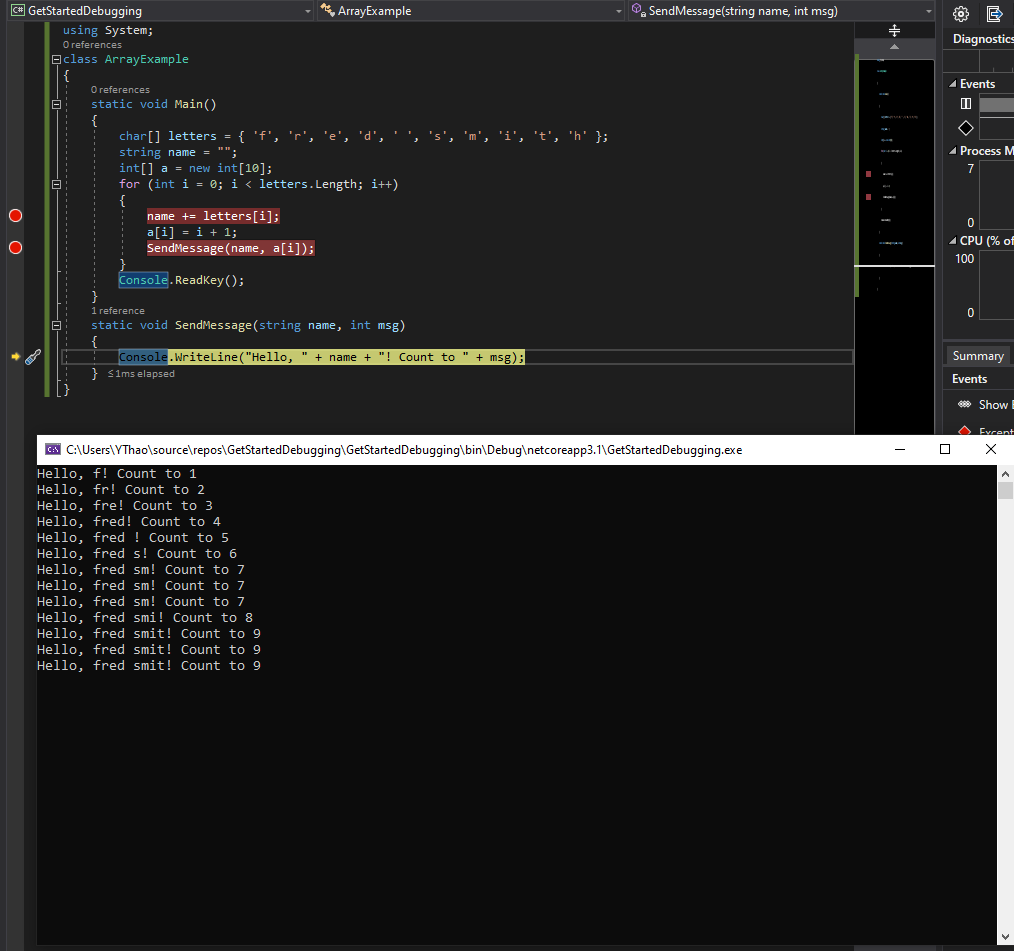 C# GetStartedDebugging ArrayExample SendMessage(string name, int msg)
using System;
0 references
class ArrayExample
{
0 references
static void Main()
{
char[] letters = { 'f', 'r', 'e', 'd', ' ', 's', 'm', 'i', 't', 'h' };
string name = "";
int[] a = new int[10];
for (int i = 0; i < letters.Length; i++)
{
name += letters[i];
a[i] = i + 1;
SendMessage(name, a[i]);
}
Console.ReadKey();
}
1 reference
static void SendMessage(string name, int msg)
{
Console.WriteLine("Hello, " + name + "! Count to " + msg);
} ≤1ms elapsed
}
Diagnostics
Events
Process M
7
0
CPU (% of
100
0
Summary
Events
Show
Except
C:\Users\YThao\source\repos\GetStartedDebugging\GetStartedDebugging\bin\Debug\netcoreapp3.1\GetStartedDebugging.exe
Hello, f! Count to 1
Hello, fr! Count to 2
Hello, fre! Count to 3
Hello, fred! Count to 4
Hello, fred ! Count to 5
Hello, fred s! Count to 6
Hello, fred sm! Count to 7
Hello, fred sm! Count to 7
Hello, fred sm! Count to 7
Hello, fred smi! Count to 8
Hello, fred smit! Count to 9
Hello, fred smit! Count to 9
Hello, fred smit! Count to 9